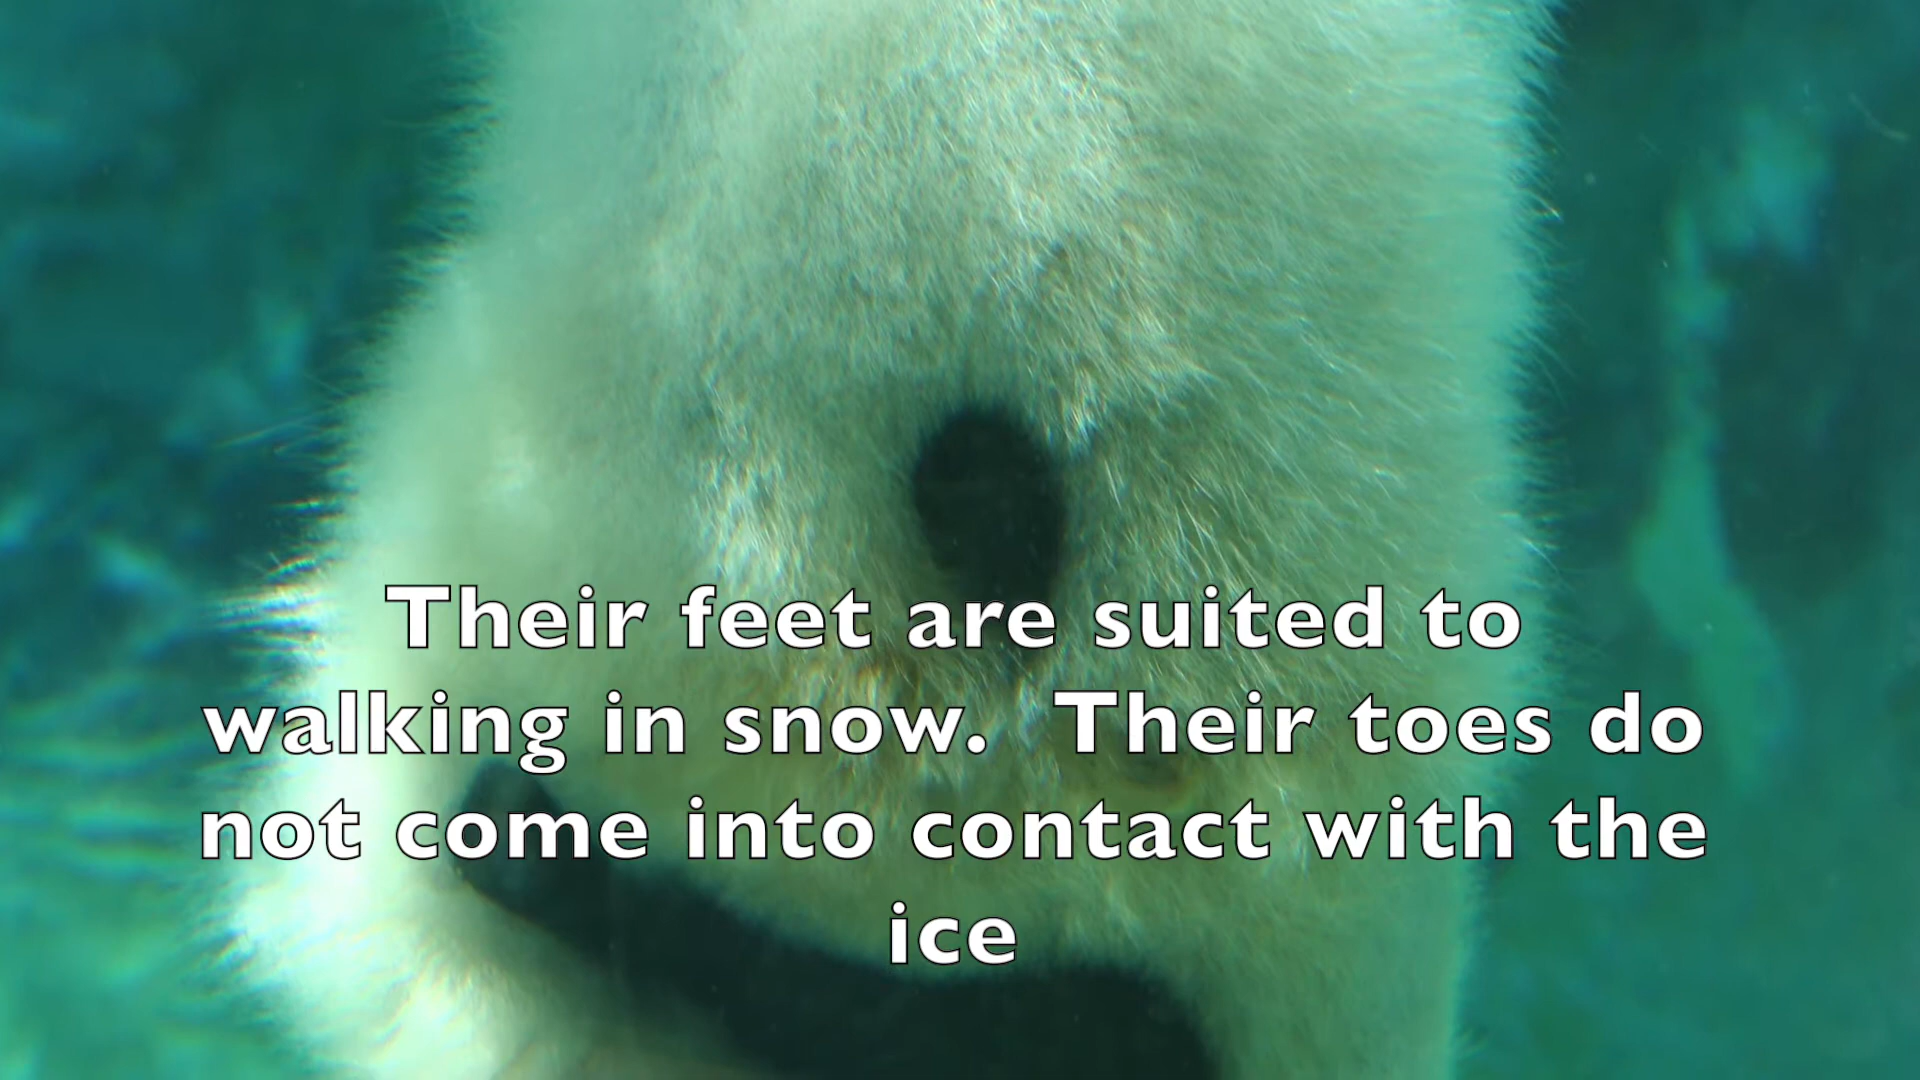 Their feet are suited to
walking in snow.  Their toes do
not come into contact with the
ice